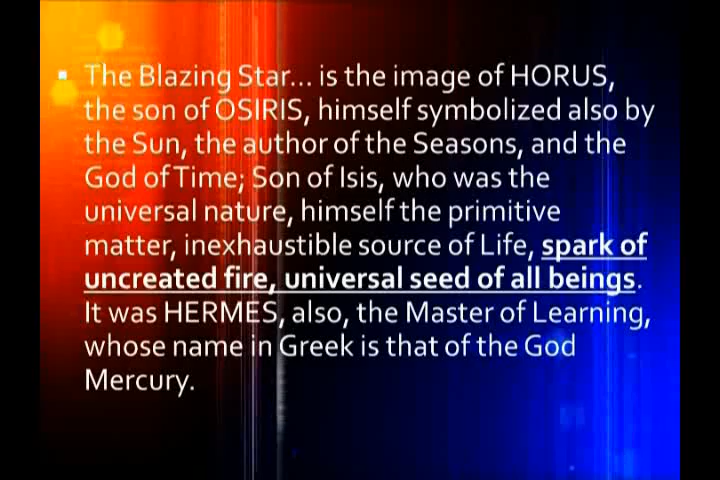 The Blazing Star... is the image of HORUS,
the son of OSIRIS, himself symbolized also by
the Sun, the author of the Seasons, and the
God of Time; Son of Isis, who was the
universal nature, himself the primitive
matter, inexhaustible source of Life, spark of
uncreated fire, universal seed of all beings.
It was HERMES, also, the Master of Learning,
whose name in Greek is that of the God
Mercury.